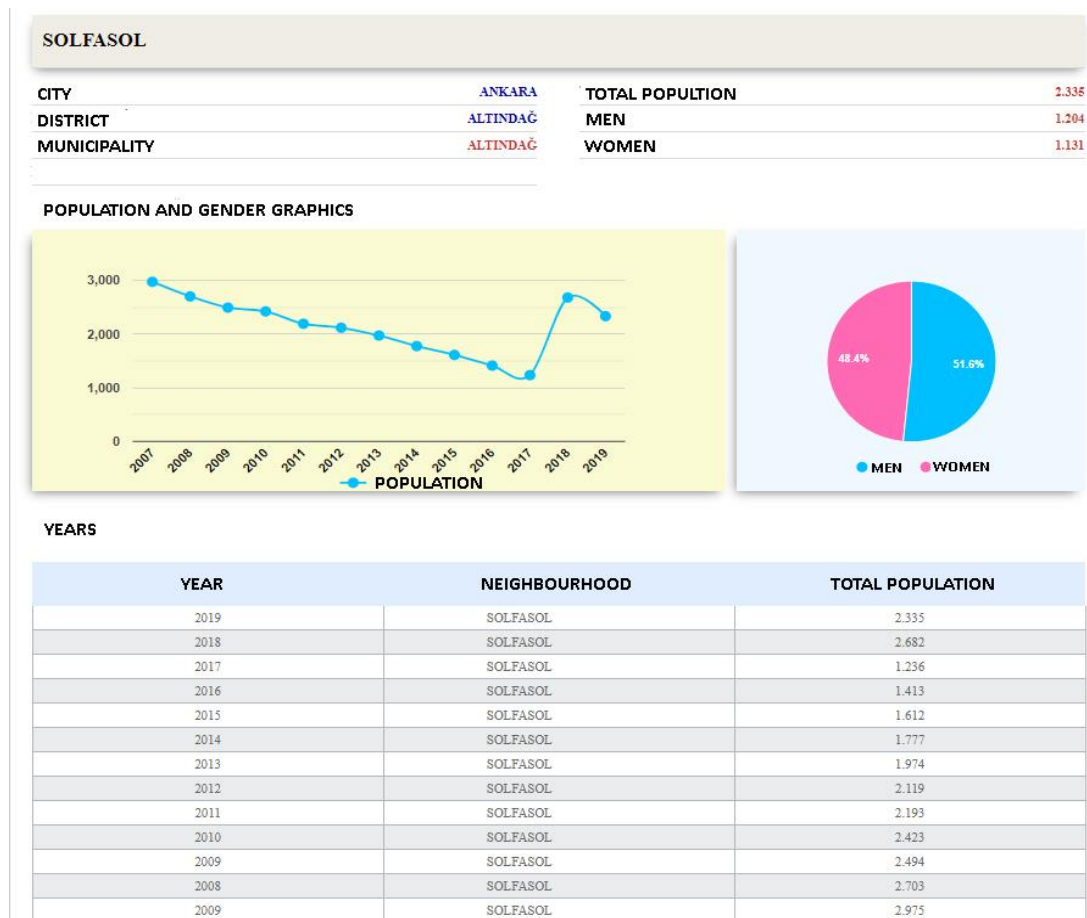 SOLFASOL
CITY ANKARA TOTAL POPULTION 2.335
DISTRICT ALTINDAĞ MEN 1.204
MUNICIPALITY ALTINDAĞ WOMEN 1.131
POPULATION AND GENDER GRAPHICS
3,000
2,000
1,000
0
2007 2008 2009 2010 2011 2012 2013 2014 2015 2016 2017 2018 2019
POPULATION
48.4% 51.6%
MEN WOMEN
YEARS
YEAR NEIGHBOURHOOD TOTAL POPULATION
2019 SOLFASOL 2.335
2018 SOLFASOL 2.682
2017 SOLFASOL 1.236
2016 SOLFASOL 1.413
2015 SOLFASOL 1.612
2014 SOLFASOL 1.777
2013 SOLFASOL 1.974
2012 SOLFASOL 2.119
2011 SOLFASOL 2.193
2010 SOLFASOL 2.423
2009 SOLFASOL 2.494
2008 SOLFASOL 2.703
2009 SOLFASOL 2.975